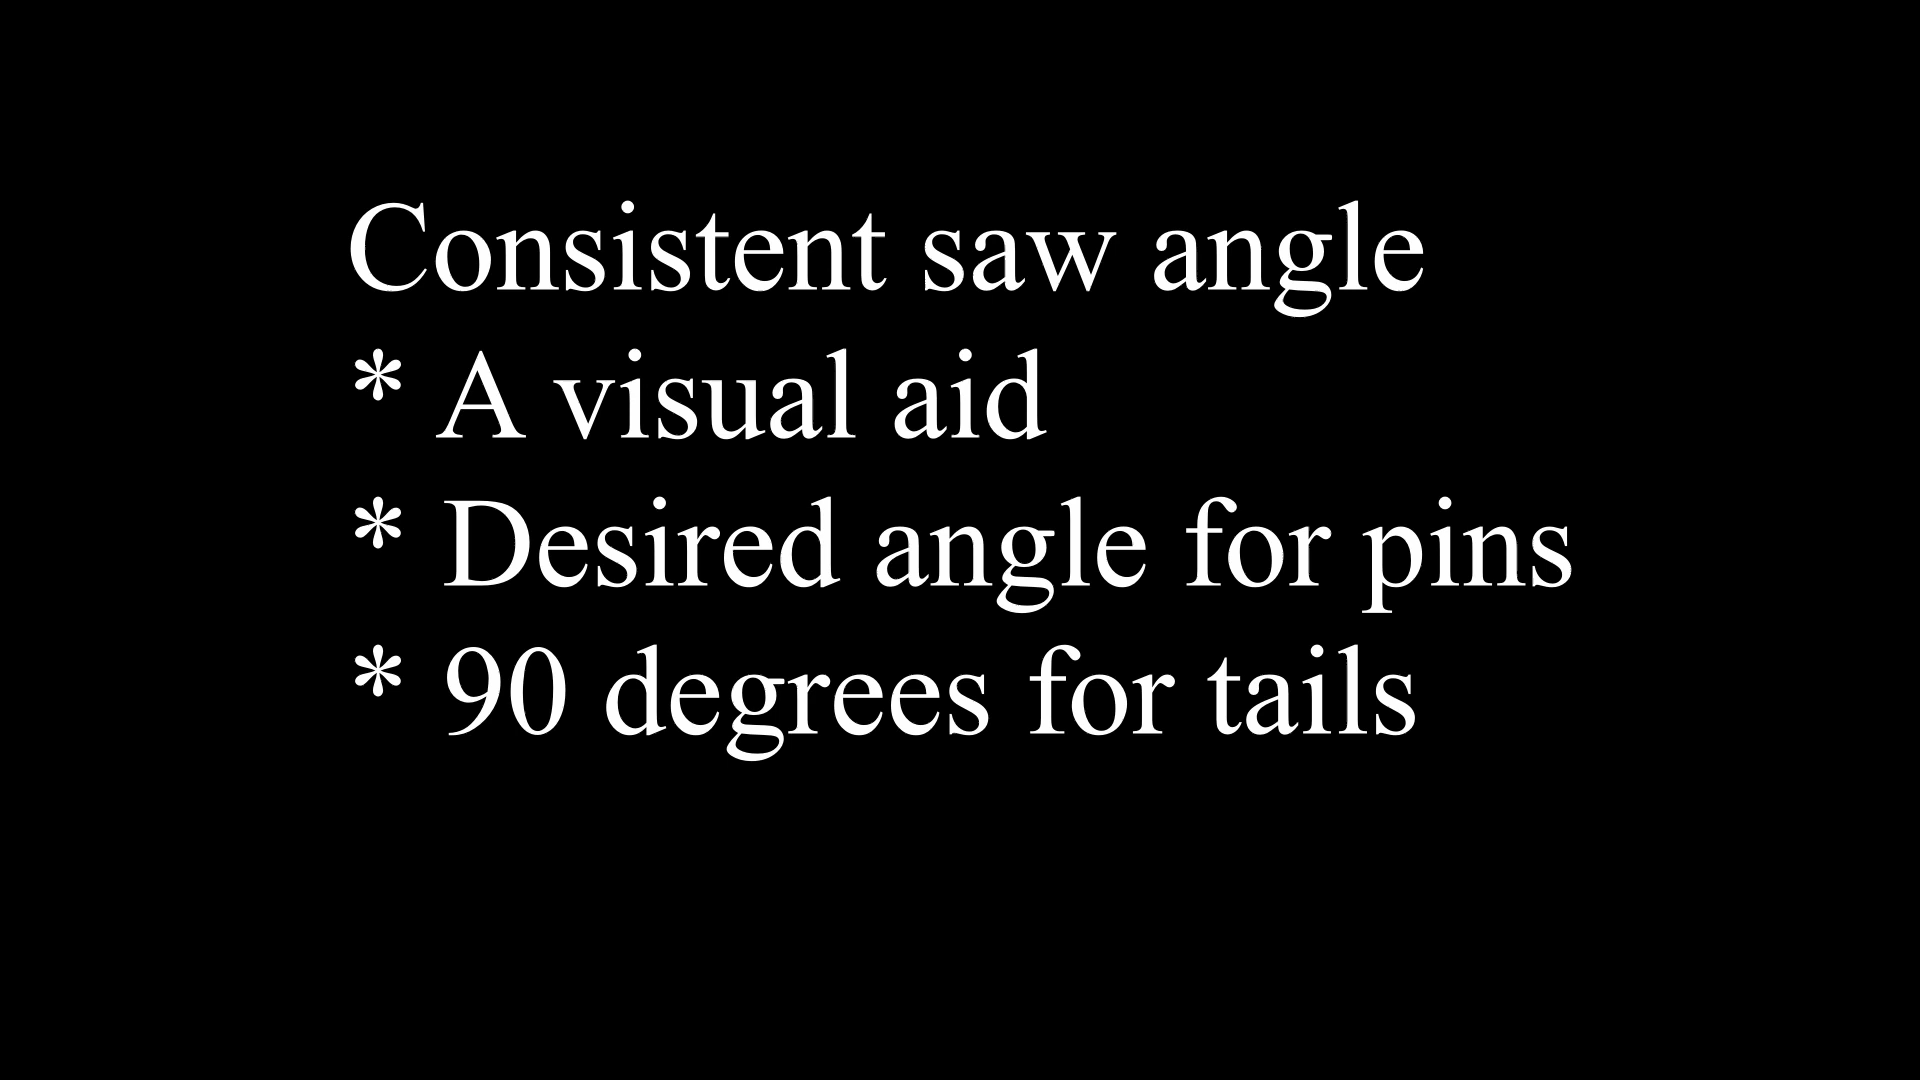 Consistent saw angle
* A visual aid
* Desired angle for pins
* 90 degrees for tails